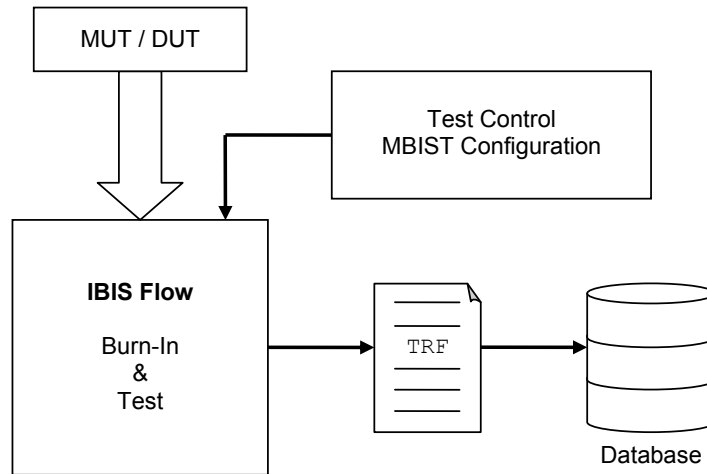 MUT / DUT
Test Control
MBIST Configuration
IBIS Flow
Burn-In
&
Test
TRF
Database